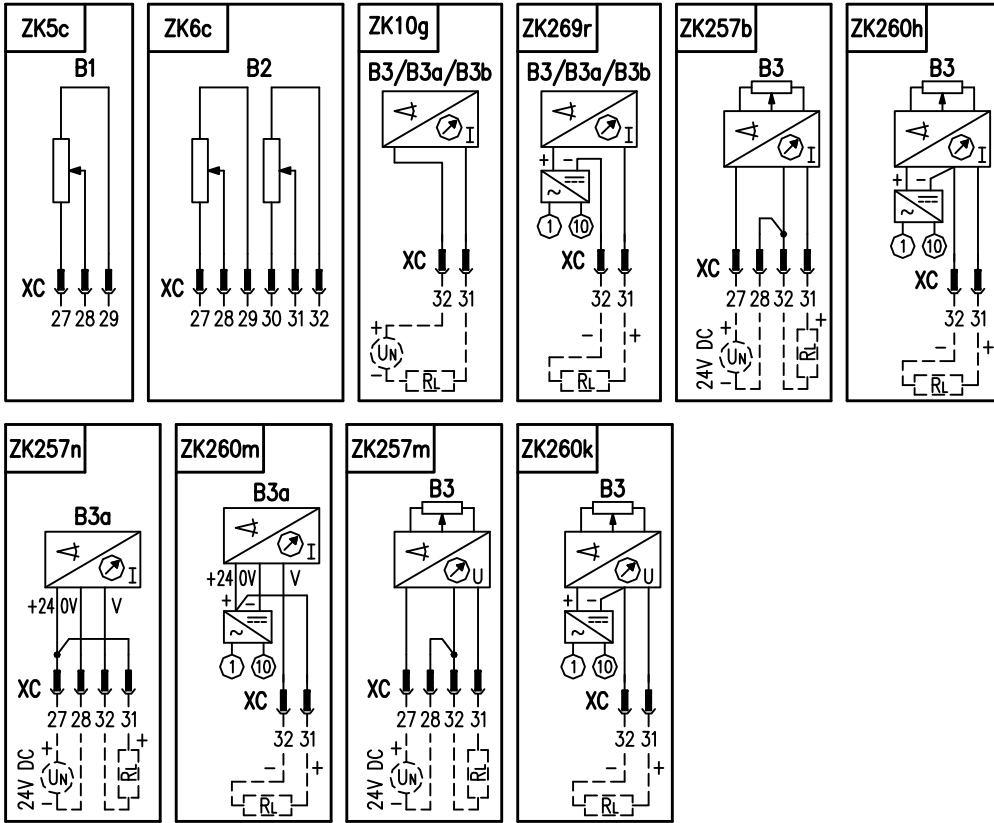 ZK5c
B1
XC
27 28 29
ZK6c
B2
XC
27 28 29 30 31 32
ZK10g
B3/B3a/B3b
I
XC
32 31
+
UN
-
RL
ZK269r
B3/B3a/B3b
I
+ -
~
1 10
XC
32 31
- +
RL
ZK257b
B3
I
XC
27 28 32 31
24V DC
+ +
UN
-
RL
ZK260h
B3
I
+ -
~
1 10
XC
32 31
- +
RL
ZK257n
B3a
I
+24 0V V
XC
27 28 32 31
24V DC
+ +
UN
-
RL
ZK260m
B3a
I
+24 0V V
+ -
~
1 10
XC
32 31
- +
RL
ZK257m
B3
U
XC
27 28 32 31
24V DC
+
UN
-
RL
ZK260k
B3
U
+ -
~
1 10
XC
32 31
- +
RL